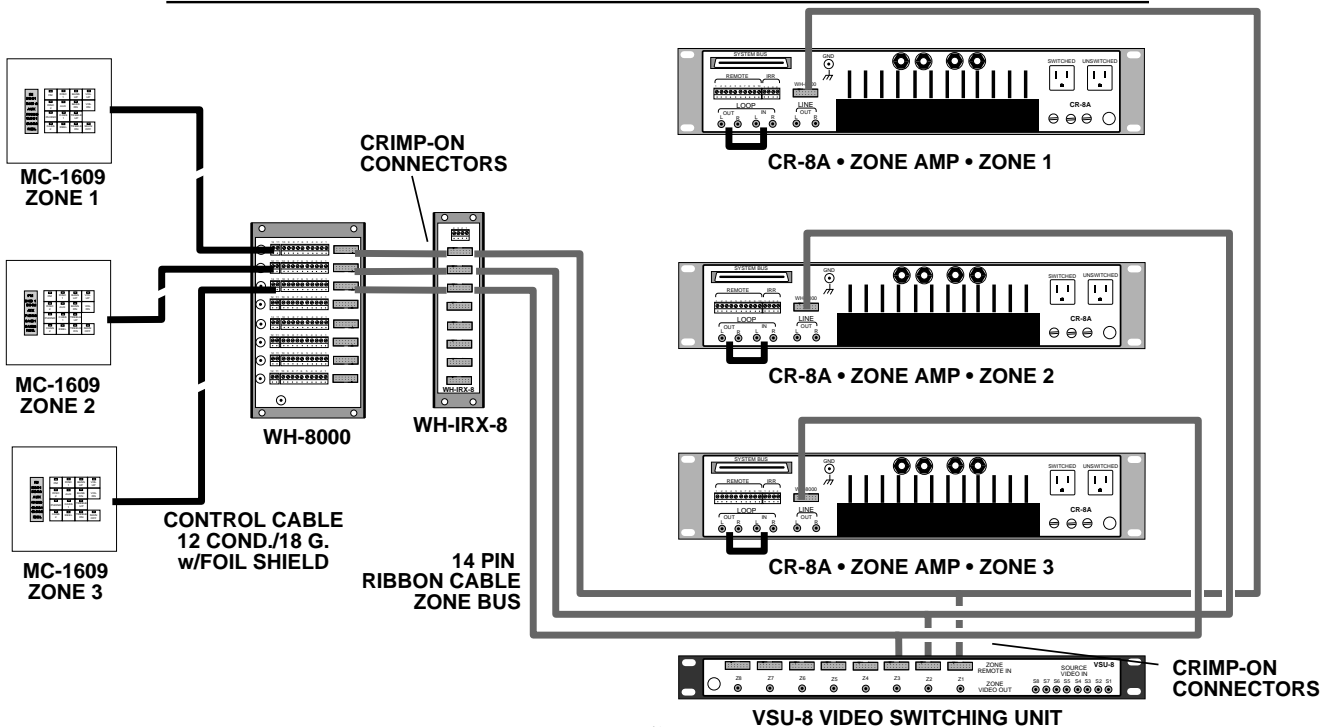 MC-1609
ZONE 1
MC-1609
ZONE 2
MC-1609
ZONE 3
CRIMP-ON
CONNECTORS
WH-8000
WH-IRX-8
WH-IRX-8
CONTROL CABLE
12 COND./18 G.
w/FOIL SHIELD
14 PIN
RIBBON CABLE
ZONE BUS
SYSTEM BUS
GND
SWITCHED UNSWITCHED
REMOTE IRR
LOOP
OUT IN
L R L R
LINE
OUT
L R
CR-8A
CR-8A • ZONE AMP • ZONE 1
SYSTEM BUS
GND
SWITCHED UNSWITCHED
REMOTE IRR
LOOP
OUT IN
L R L R
LINE
OUT
L R
CR-8A
CR-8A • ZONE AMP • ZONE 2
SYSTEM BUS
GND
SWITCHED UNSWITCHED
REMOTE IRR
LOOP
OUT IN
L R L R
LINE
OUT
L R
CR-8A
CR-8A • ZONE AMP • ZONE 3
ZONE
REMOTE IN
SOURCE
VIDEO IN
VSU-8
Z8 Z7 Z6 Z5 Z4 Z3 Z2 Z1
ZONE
VIDEO OUT
S8 S7 S6 S5 S4 S3 S2 S1
CRIMP-ON
CONNECTORS
VSU-8 VIDEO SWITCHING UNIT